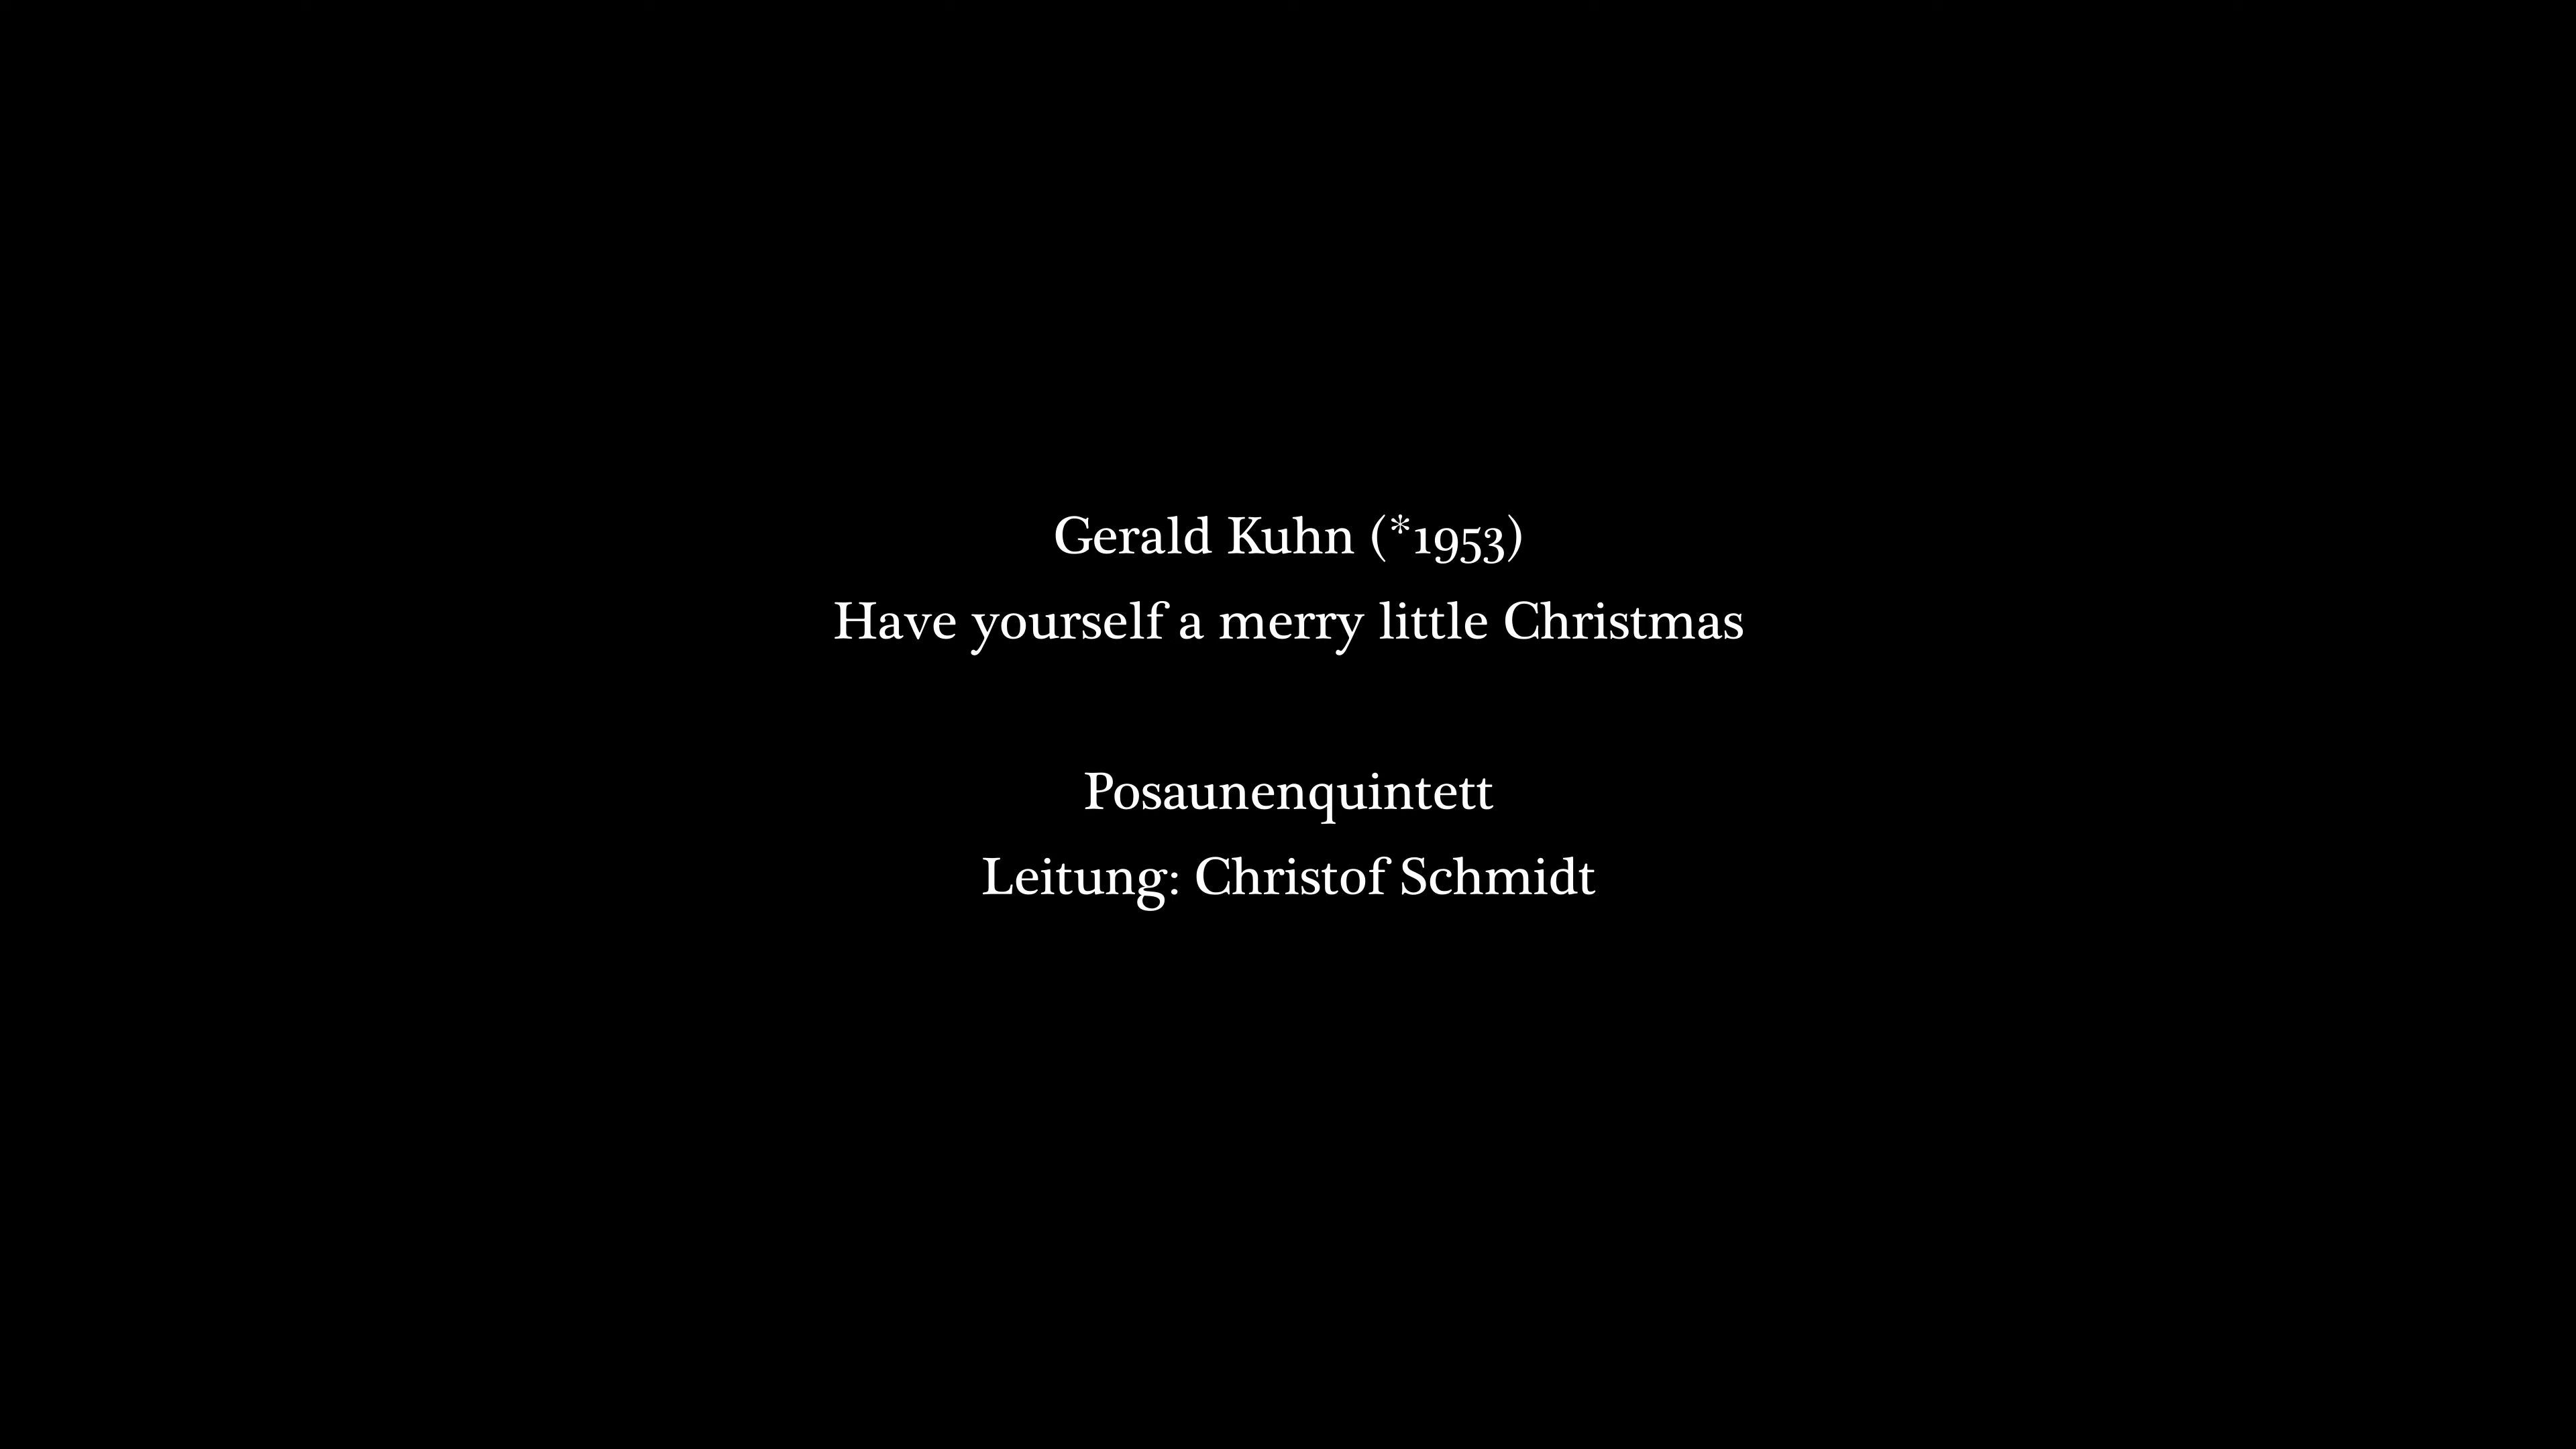 Gerald Kuhn (*1953)
Have yourself a merry little Christmas
Posaunenquintett
Leitung: Christof Schmidt